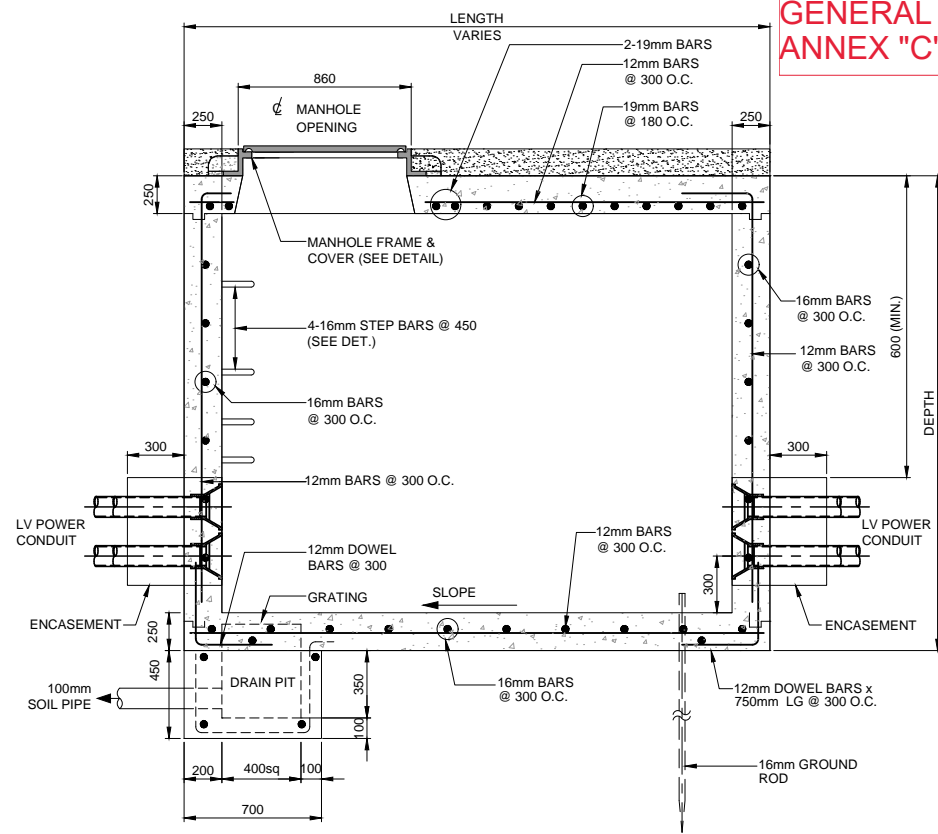 GENERAL
ANNEX "C"
LENGTH
VARIES
2-19mm BARS
12mm BARS
@ 300 O.C.
860
19mm BARS
@ 180 O.C.
℄ MANHOLE
OPENING
250
250
250
MANHOLE FRAME &
COVER (SEE DETAIL)
4-16mm STEP BARS @ 450
(SEE DET.)
16mm BARS
@ 300 O.C.
600 (MIN.)
12mm BARS
@ 300 O.C.
16mm BARS
@ 300 O.C.
DEPTH
300
300
12mm BARS @ 300 O.C.
LV POWER
CONDUIT
LV POWER
CONDUIT
12mm BARS
@ 300 O.C.
12mm DOWEL
BARS @ 300
300
GRATING
SLOPE
ENCASEMENT
ENCASEMENT
250
450
DRAIN PIT
350
100mm
SOIL PIPE
16mm BARS
@ 300 O.C.
12mm DOWEL BARS x
750mm LG @ 300 O.C.
100
200
400sq
100
16mm GROUND
ROD
700